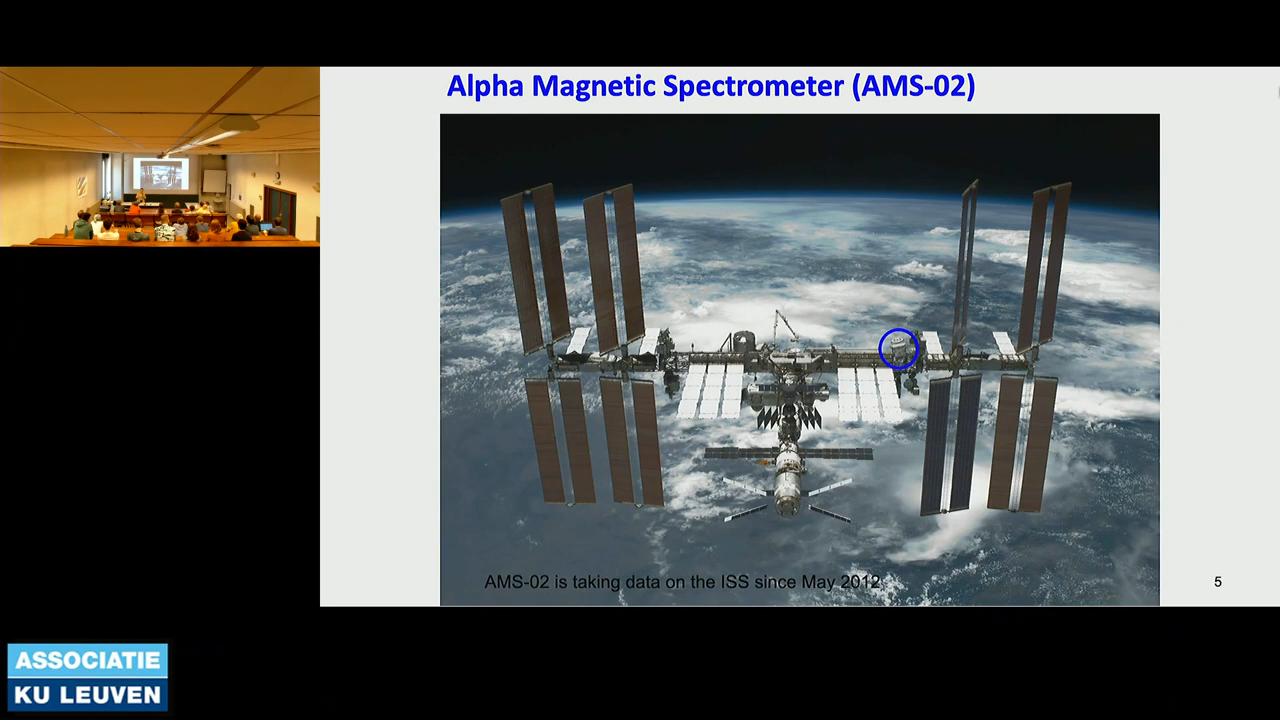 Alpha Magnetic Spectrometer (AMS-02)
AMS-02 is taking data on the ISS since May 2012
5
ASSOCIATIE
KU LEUVEN